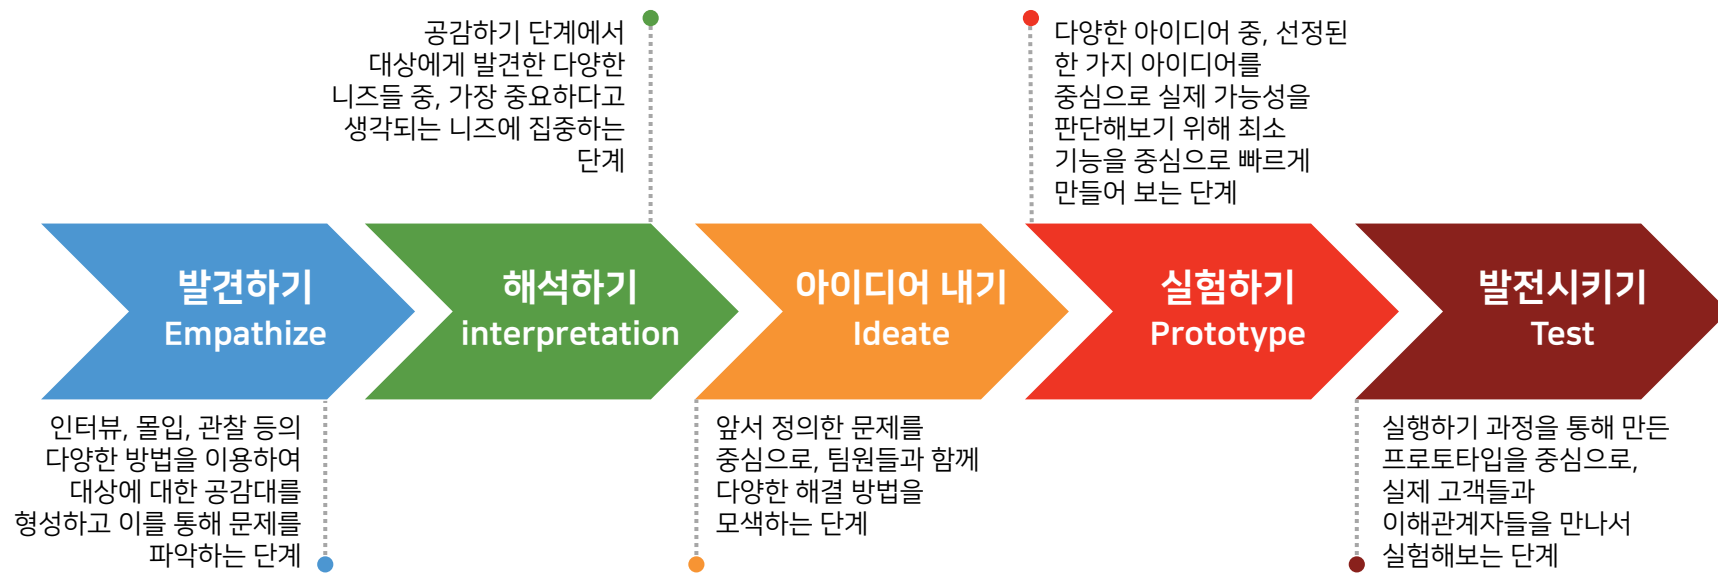 공감하기 단계에서
대상에게 발견한 다양한
니즈들 중, 가장 중요하다고
생각되는 니즈에 집중하는
단계
다양한 아이디어 중, 선정된
한 가지 아이디어를
중심으로 실제 가능성을
판단해보기 위해 최소
기능을 중심으로 빠르게
만들어 보는 단계
발견하기
Empathize
해석하기
interpretation
아이디어 내기
Ideate
실험하기
Prototype
발전시키기
Test
인터뷰, 몰입, 관찰 등의
다양한 방법을 이용하여
대상에 대한 공감대를
형성하고 이를 통해 문제를
파악하는 단계
앞서 정의한 문제를
중심으로, 팀원들과 함께
다양한 해결 방법을
모색하는 단계
실행하기 과정을 통해 만든
프로토타입을 중심으로,
실제 고객들과
이해관계자들을 만나서
실험해보는 단계